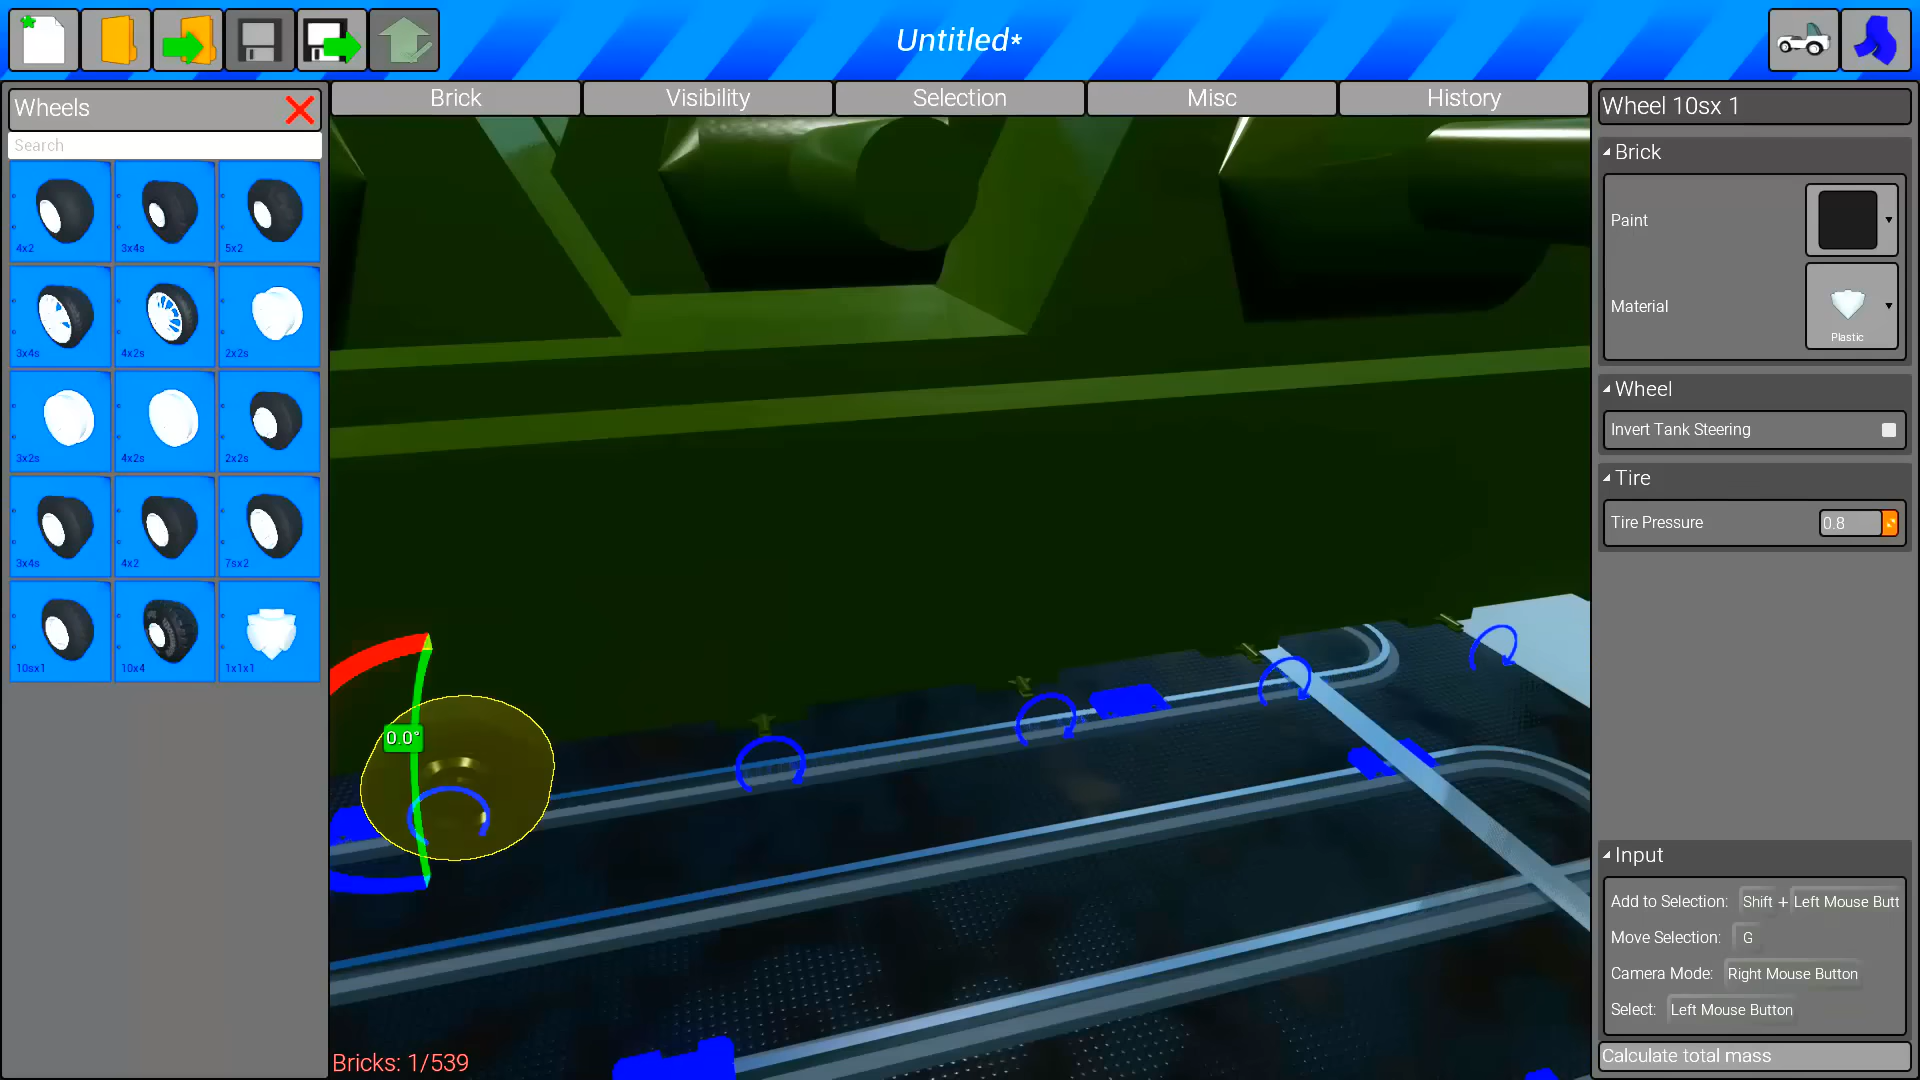 Untitled*
Wheels
Search
4x2
3x4s
5x2
3x4s
4x2s
2x2s
3x2s
4x2s
2x2s
3x4s
4x2
7sx2
10sx1
10x4
1x1x1
Brick
Visibility
Selection
Misc
History
0.0°
Bricks: 1/539
Wheel 10sx 1
Brick
Paint
Material
Plastic
Wheel
Invert Tank Steering
Tire
Tire Pressure
0.8
Input
Add to Selection: Shift + Left Mouse Butt
Move Selection: G
Camera Mode: Right Mouse Button
Select: Left Mouse Button
Calculate total mass